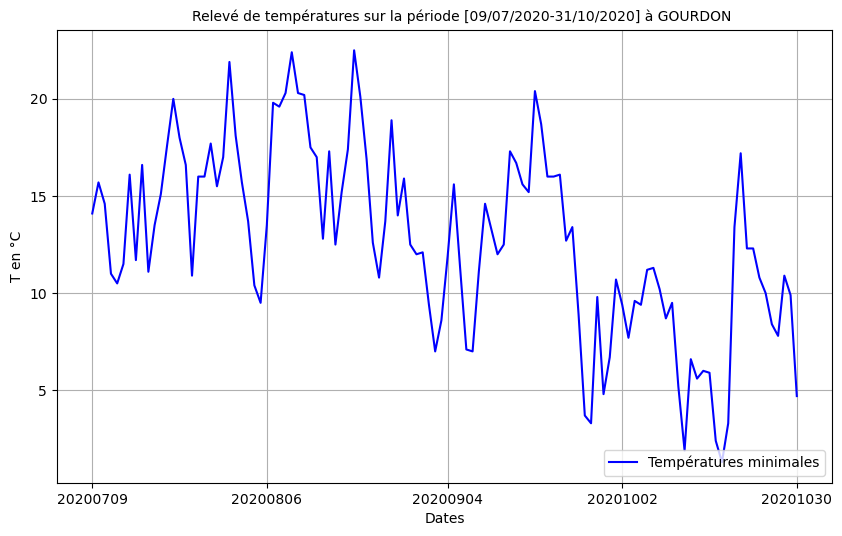 Relevé de températures sur la période [09/07/2020-31/10/2020] à GOURDON
T en °C
20
15
10
5
Températures minimales
20200709 20200806 20200904 20201002 20201030
Dates